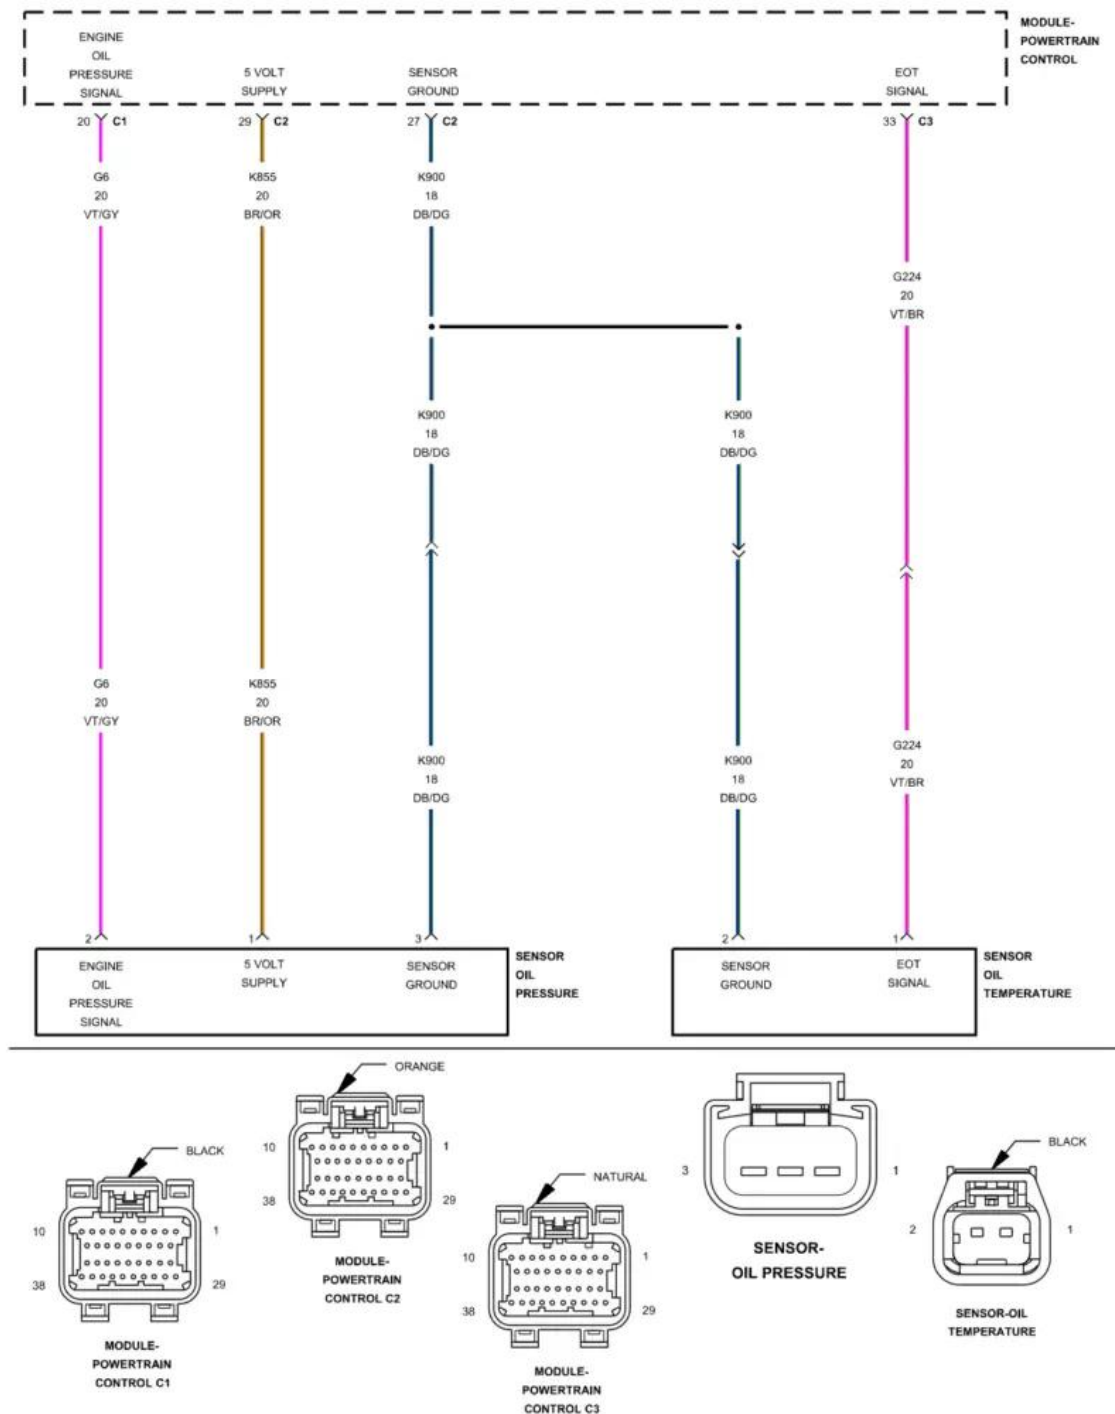 MODULE-
POWERTRAIN
CONTROL
ENGINE
OIL
PRESSURE
SIGNAL
5 VOLT
SUPPLY
SENSOR
GROUND
EOT
SIGNAL
20 C1
29 C2
27 C2
33 C3
G6
20
VT/GY
K855
20
BR/OR
K900
18
DB/DG
G224
20
VT/BR
K900
18
DB/DG
K900
18
DB/DG
G6
20
VT/GY
K855
20
BR/OR
K900
18
DB/DG
K900
18
DB/DG
G224
20
VT/BR
2
1
3
2
1
ENGINE
OIL
PRESSURE
SIGNAL
5 VOLT
SUPPLY
SENSOR
GROUND
SENSOR
OIL
PRESSURE
SENSOR
GROUND
EOT
SIGNAL
SENSOR
OIL
TEMPERATURE
BLACK
10 1
38 29
MODULE-
POWERTRAIN
CONTROL C1
ORANGE
10 1
38 29
MODULE-
POWERTRAIN
CONTROL C2
NATURAL
10 1
38 29
MODULE-
POWERTRAIN
CONTROL C3
3 1
SENSOR-
OIL PRESSURE
BLACK
2 1
SENSOR-OIL
TEMPERATURE